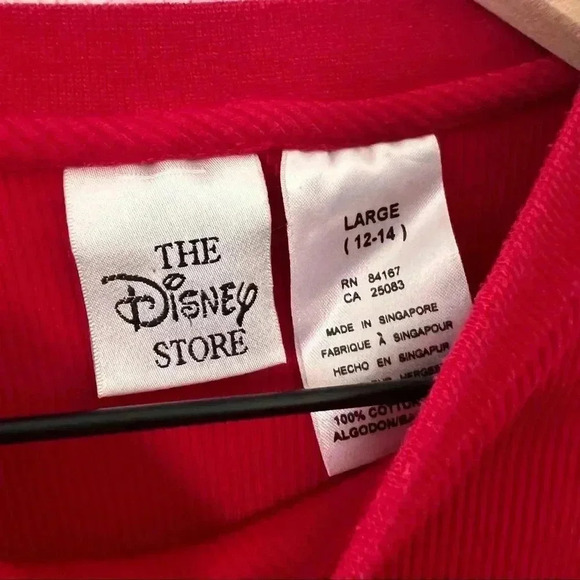 THE
Disney
STORE
LARGE
( 12-14 )
RN 84167
CA 25083
MADE IN SINGAPORE
FABRIQUE À SINGAPOUR
HECHO EN SINGAPUR
100% COTTON